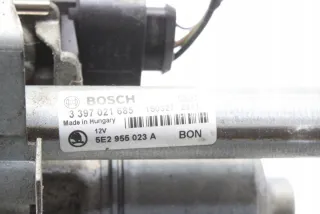 BOSCH
3 397 021 685
Made in Hungary
12V
5E2 955 023 A BON